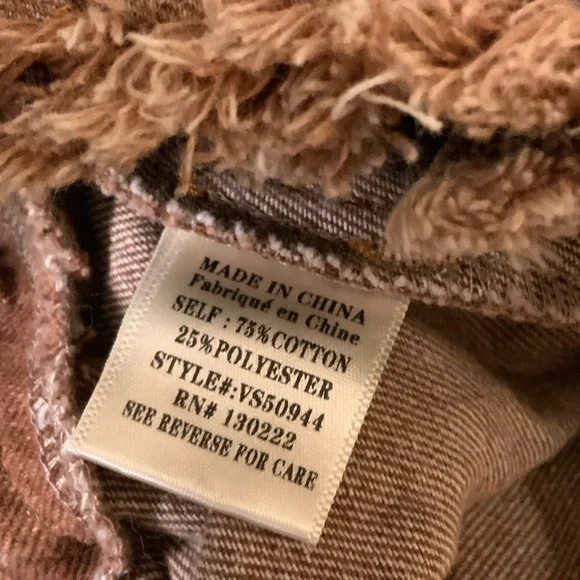 MADE IN CHINA
Fabriqué en Chine
SELF : 75%COTTON
25%POLYESTER
STYLE#:VS50944
RN# 130222
SEE REVERSE FOR CARE